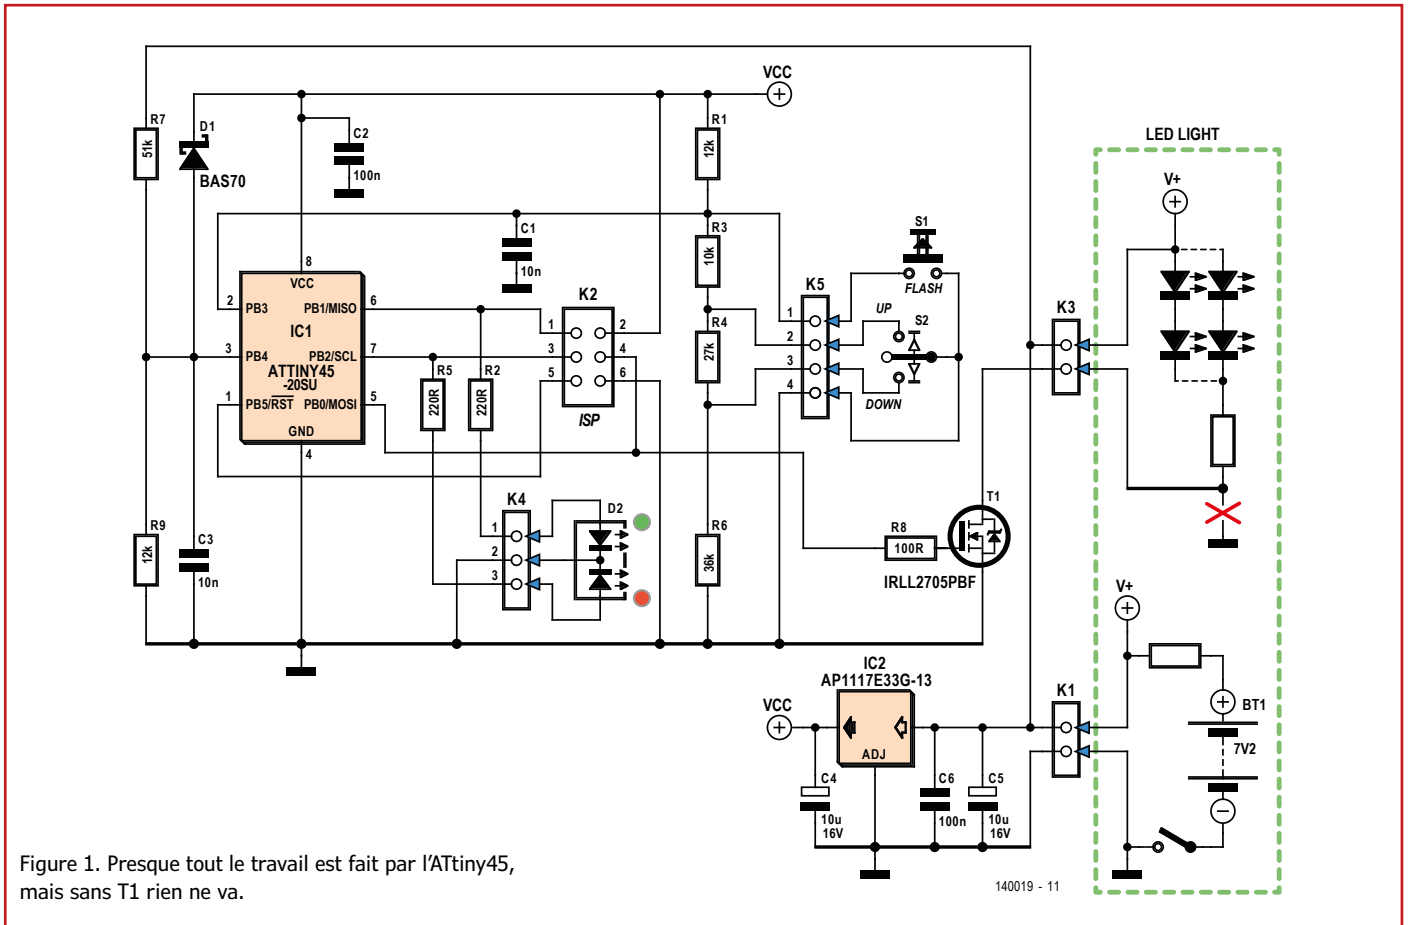 VCC
R7
51k
D1
BAS70
C2
100n
R1
12k
LED LIGHT
V+
C1
10n
R3
10k
S1
FLASH
K5
1
2
3
4
UP
S2
DOWN
R4
27k
K3
8
VCC
2 PB3
PB1/MISO 6
IC1
3 PB4
PB2/SCL 7
ATTINY45
-20SU
1 PB5/RST
PB0/MOSI 5
GND
4
K2
1 2
3 4
5 6
ISP
R5
220R
R2
220R
K4
1
2
3
D2
R9
12k
C3
10n
R6
36k
R8
100R
T1
IRLL2705PBF
V+
IC2
AP1117E33G-13
VCC
ADJ
C4
10u
16V
C6
100n
C5
10u
16V
K1
BT1
7V2
140019 - 11
Figure 1. Presque tout le travail est fait par l'ATtiny45,
mais sans T1 rien ne va.